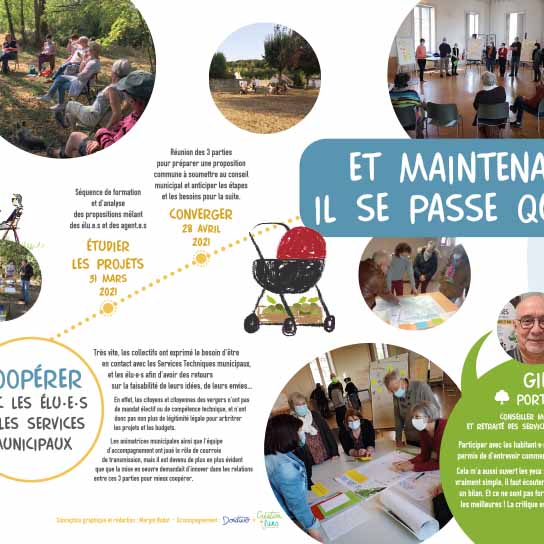 Réunion des 3 parties
pour préparer une proposition
commune à soumettre au conseil
municipal et anticiper les étapes
et les besoins pour la suite.
CONVERGER
28 AVRIL
2021
Séquence de formation
et d'analyse
des propositions mêlant
des élu.e.s et des agent.e.s
ÉTUDIER
LES PROJETS
31 MARS
2021
ET MAINTENA
IL SE PASSE QU
OOPÉRER
LES ÉLU·E·S
LES SERVICES
UNICIPAUX
Très vite, les collectifs ont exprimé le besoin d'être
en contact avec les Services Techniques municipaux,
et les élu·e·s afin d'avoir des retours
sur la faisabilité de leurs idées, de leurs envies...
En effet, les citoyens et citoyennes des vergers n'ont pas
de mandat électif ou de compétence technique, et n'ont
donc pas non plus de légitimité légale pour arbitrer
les projets et les budgets.
Les animatrices municipales ainsi que l'équipe
d'accompagnement ont joué le rôle de courroie
de transmission, mais il est devenu de plus en plus évident
que que la mise en oeuvre demandait d'innover dans les relations
entre ces 3 parties pour mieux coopérer.
GI
PORT
CONSEILLER M
ET RETRAITÉ DES SERVIC
Participer avec les habitant·e·
permis de d'entrevoir commen
Cela m'a aussi ouvert les yeux
vraiment simple, il faut écouter
un bilan. Et ce ne sont pas for
les meilleures ! La critique e
Conception graphique et rédaction : Margot Badot - Accompagnement :